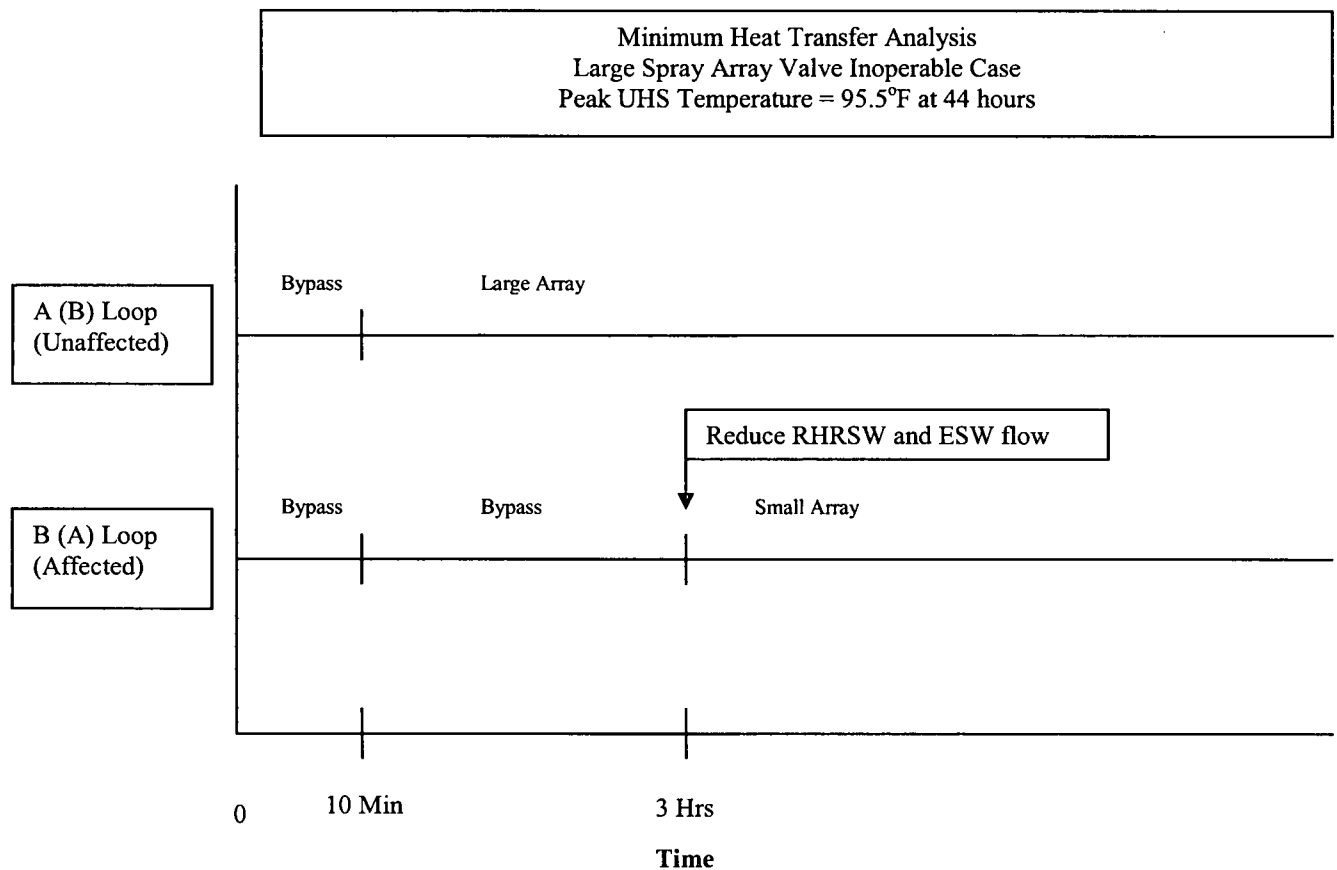 Minimum Heat Transfer Analysis
Large Spray Array Valve Inoperable Case
Peak UHS Temperature = 95.5°F at 44 hours
Bypass Large Array
A (B) Loop
(Unaffected)
Reduce RHRSW and ESW flow
Bypass Bypass Small Array
B (A) Loop
(Affected)
0 10 Min 3 Hrs
Time